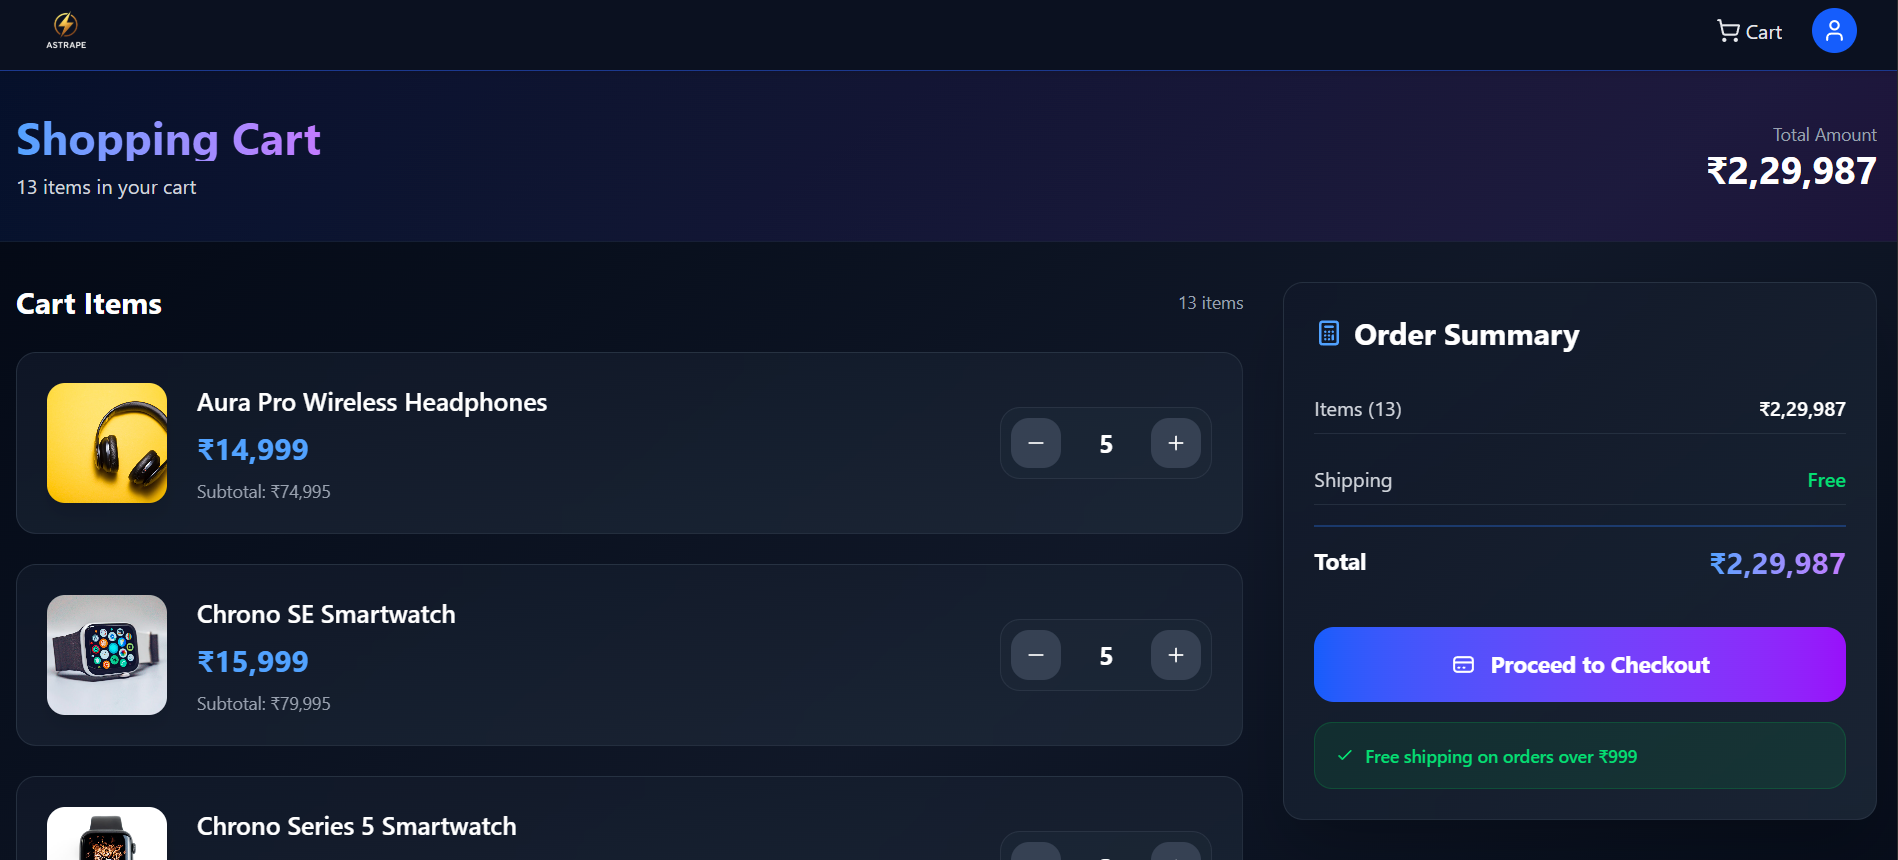 ASTRAPE
Cart
Shopping Cart
13 items in your cart
Total Amount
₹2,29,987
Cart Items
13 items
Aura Pro Wireless Headphones
₹14,999
Subtotal: ₹74,995
5
Chrono SE Smartwatch
₹15,999
Subtotal: ₹79,995
5
Chrono Series 5 Smartwatch
Order Summary
Items (13)
₹2,29,987
Shipping
Free
Total
₹2,29,987
Proceed to Checkout
Free shipping on orders over ₹999